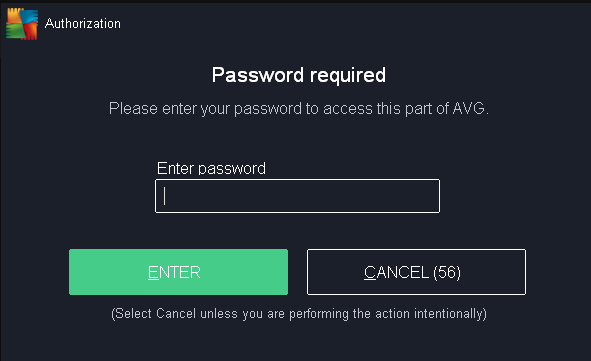 Authorization
Password required
Please enter your password to access this part of AVG.
Enter password
ENTER
CANCEL (56)
(Select Cancel unless you are performing the action intentionally)